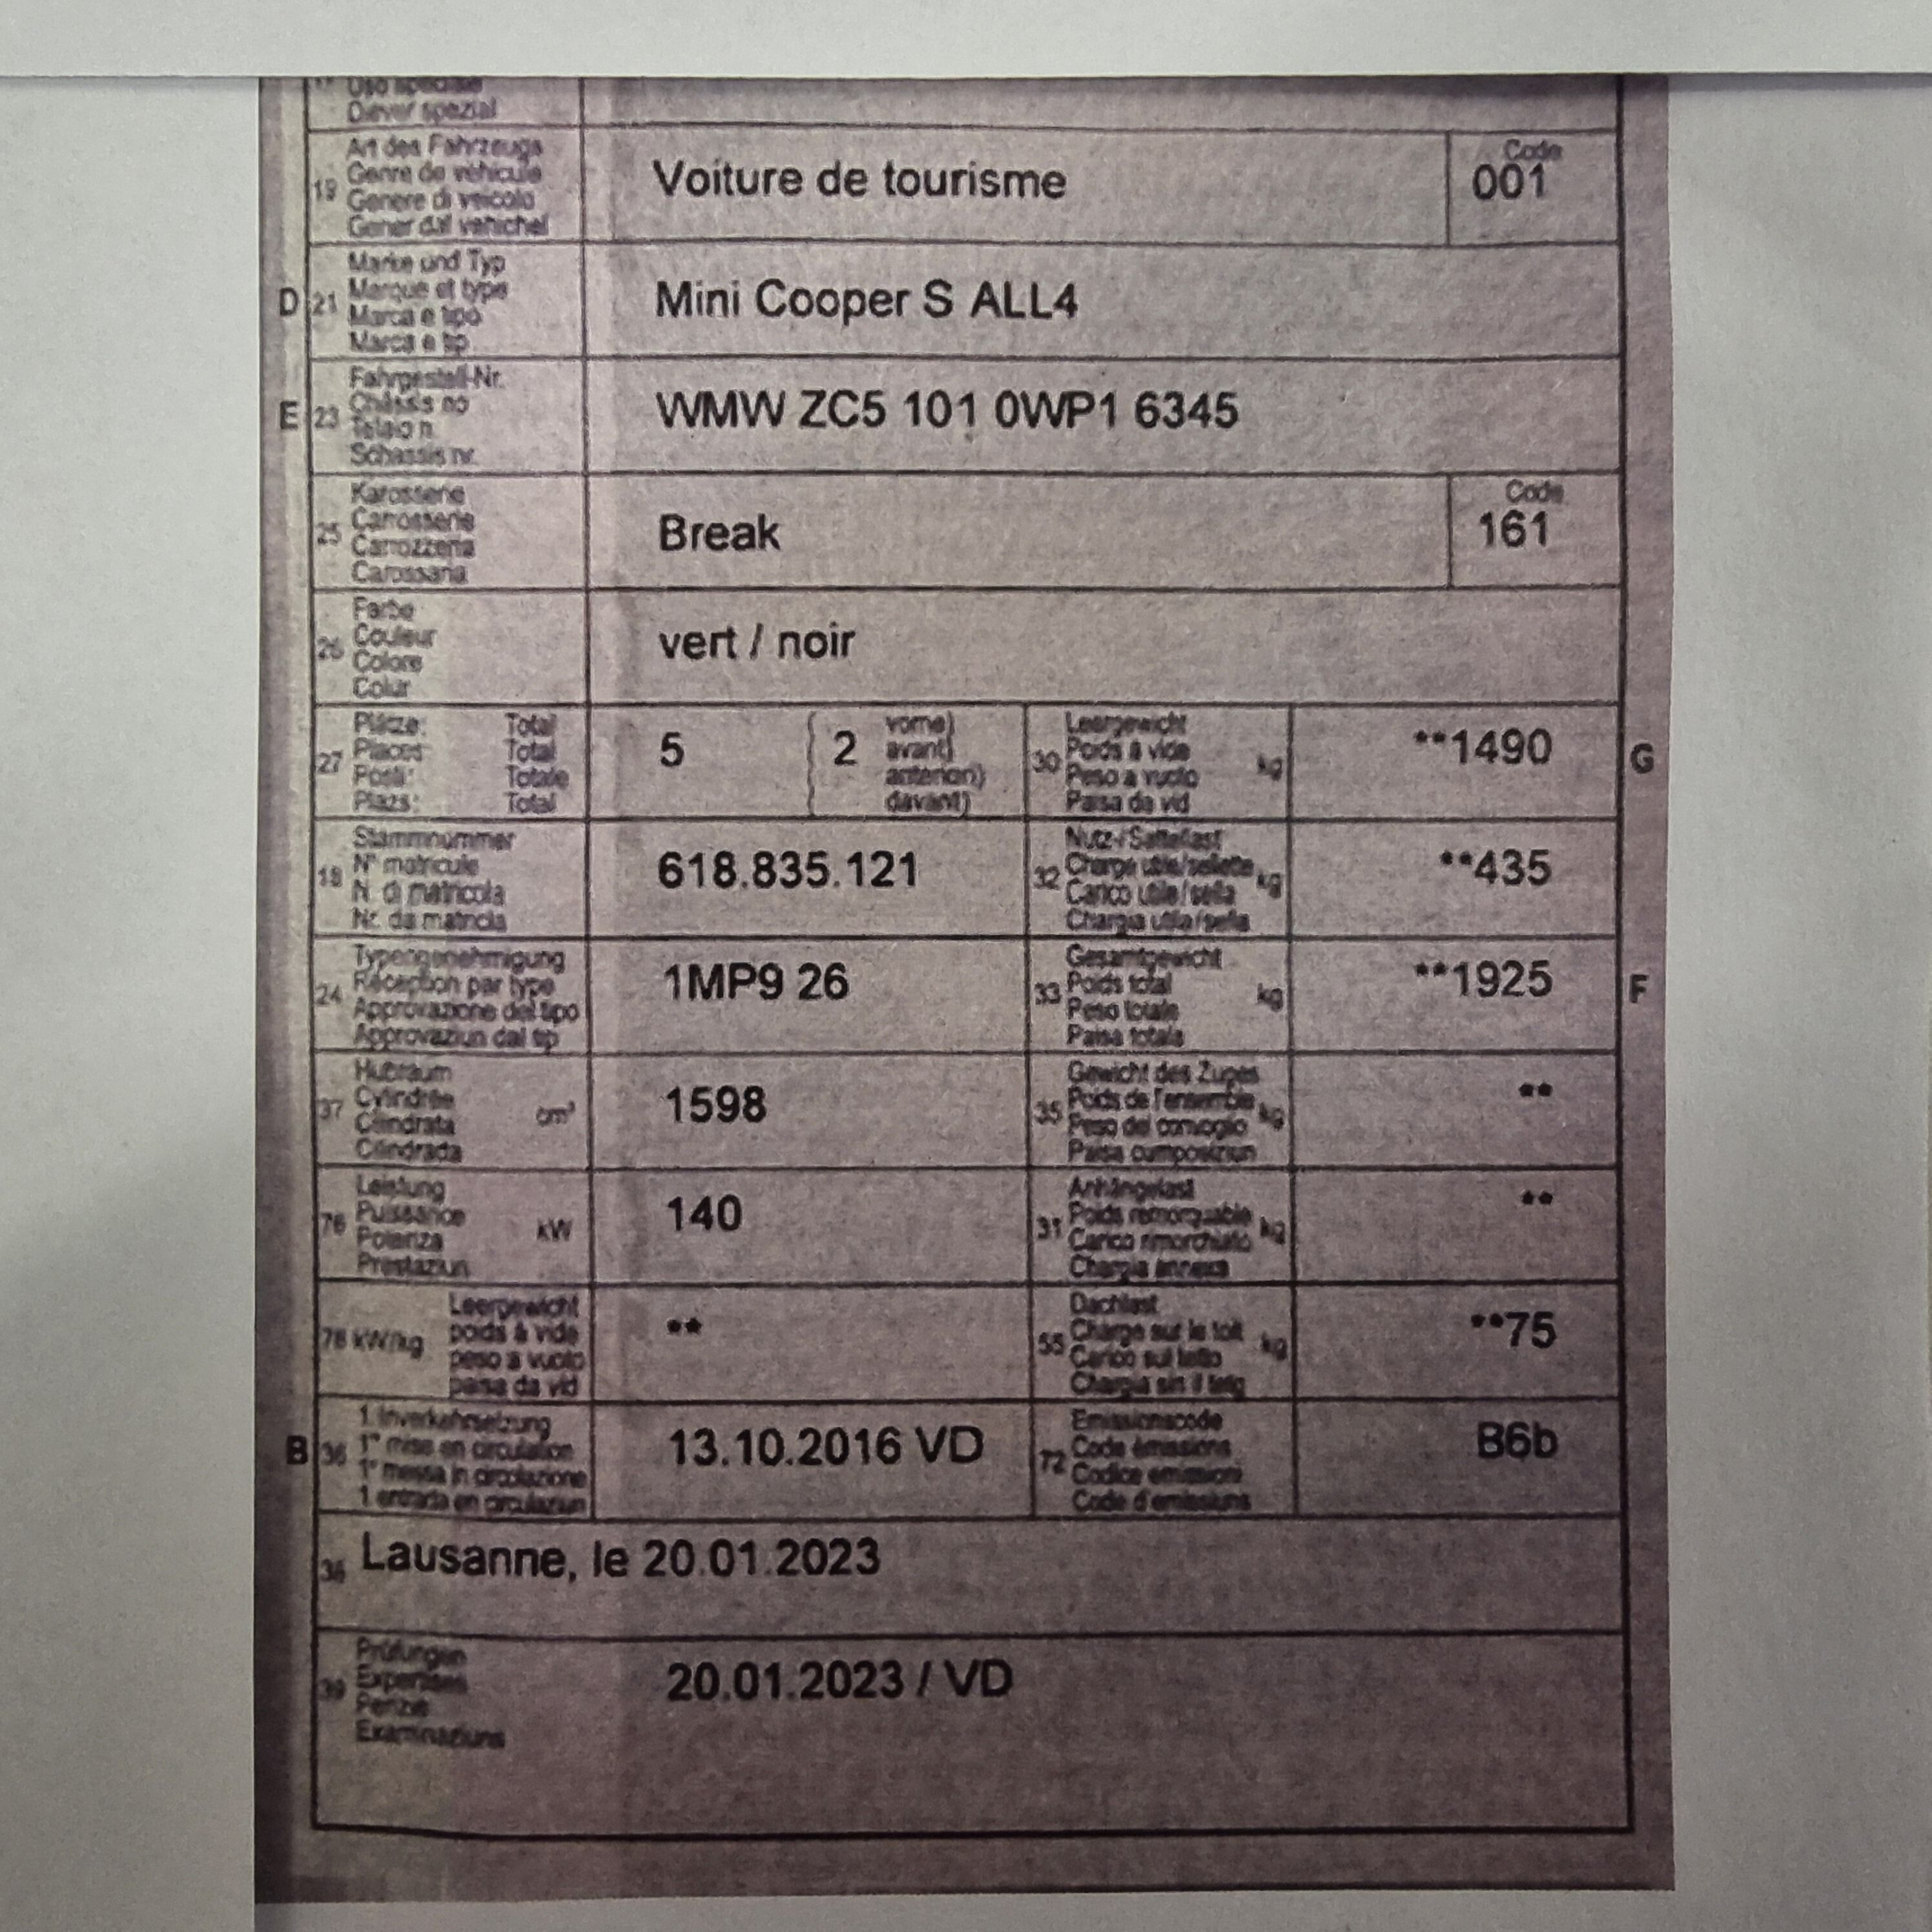 Diever spezial
19 Art des Fahrzeugs
Genre de véhicule
Genere di veicolo
Gener dal vehichel
Voiture de tourisme
Code
001
D 21 Marke und Typ
Marque et type
Marca e tipo
Marca e tip
Mini Cooper S ALL4
E 23 Fahrgestell-Nr.
Châssis no
Telaio n.
Schassis nr.
WMW ZC5 101 0WP1 6345
25 Karosserie
Carrosserie
Carrozzeria
Carossaria
Break
Code
161
26 Farbe
Couleur
Colore
Colur
vert / noir
27 Plätze: Total
Places: Total
Posti: Totale
Plazs: Total
5 ( 2 vorne)
avant)
anteriori)
davant)
30 Leergewicht
Poids à vide kg
Peso a vuoto
Paisa da vid
**1490 G
18 Stammnummer
N° matricule
N. di matricola
Nr. da matricla
618.835.121
32 Nutz-/Sattellast
Charge utile/sellette kg
Carico utile/sella
Chargia utila/sella
**435
24 Typengenehmigung
Réception par type
Approvazione del tipo
Approvaziun dal tip
1MP9 26
33 Gesamtgewicht
Poids total kg
Peso totale
Paisa totala
**1925 F
37 Hubraum
Cylindrée cm³
Cilindrata
Cilindrada
1598
35 Gewicht des Zuges
Poids de l'ensemble kg
Peso del convoglio
Paisa cumposiziun
**
76 Leistung
Puissance kW
Potenza
Prestaziun
140
31 Anhängelast
Poids remorquable kg
Carico rimorchiato
Chargia annexa
**
78 kW/kg Leergewicht
poids à vide
peso a vuoto
paisa da vid
**
55 Dachlast
Charge sur le toit kg
Carico sul tetto
Chargia sin il tetg
**75
B 36 1. Inverkehrsetzung
1re mise en circulation
1a messa in circolazione
1 entrada en circulaziun
13.10.2016 VD
72 Emissionscode
Code émissions
Codice emissioni
Code d'emissiuns
B6b
38 Lausanne, le 20.01.2023
39 Prüfungen
Expertises
Perizie
Examinaziuns
20.01.2023 / VD